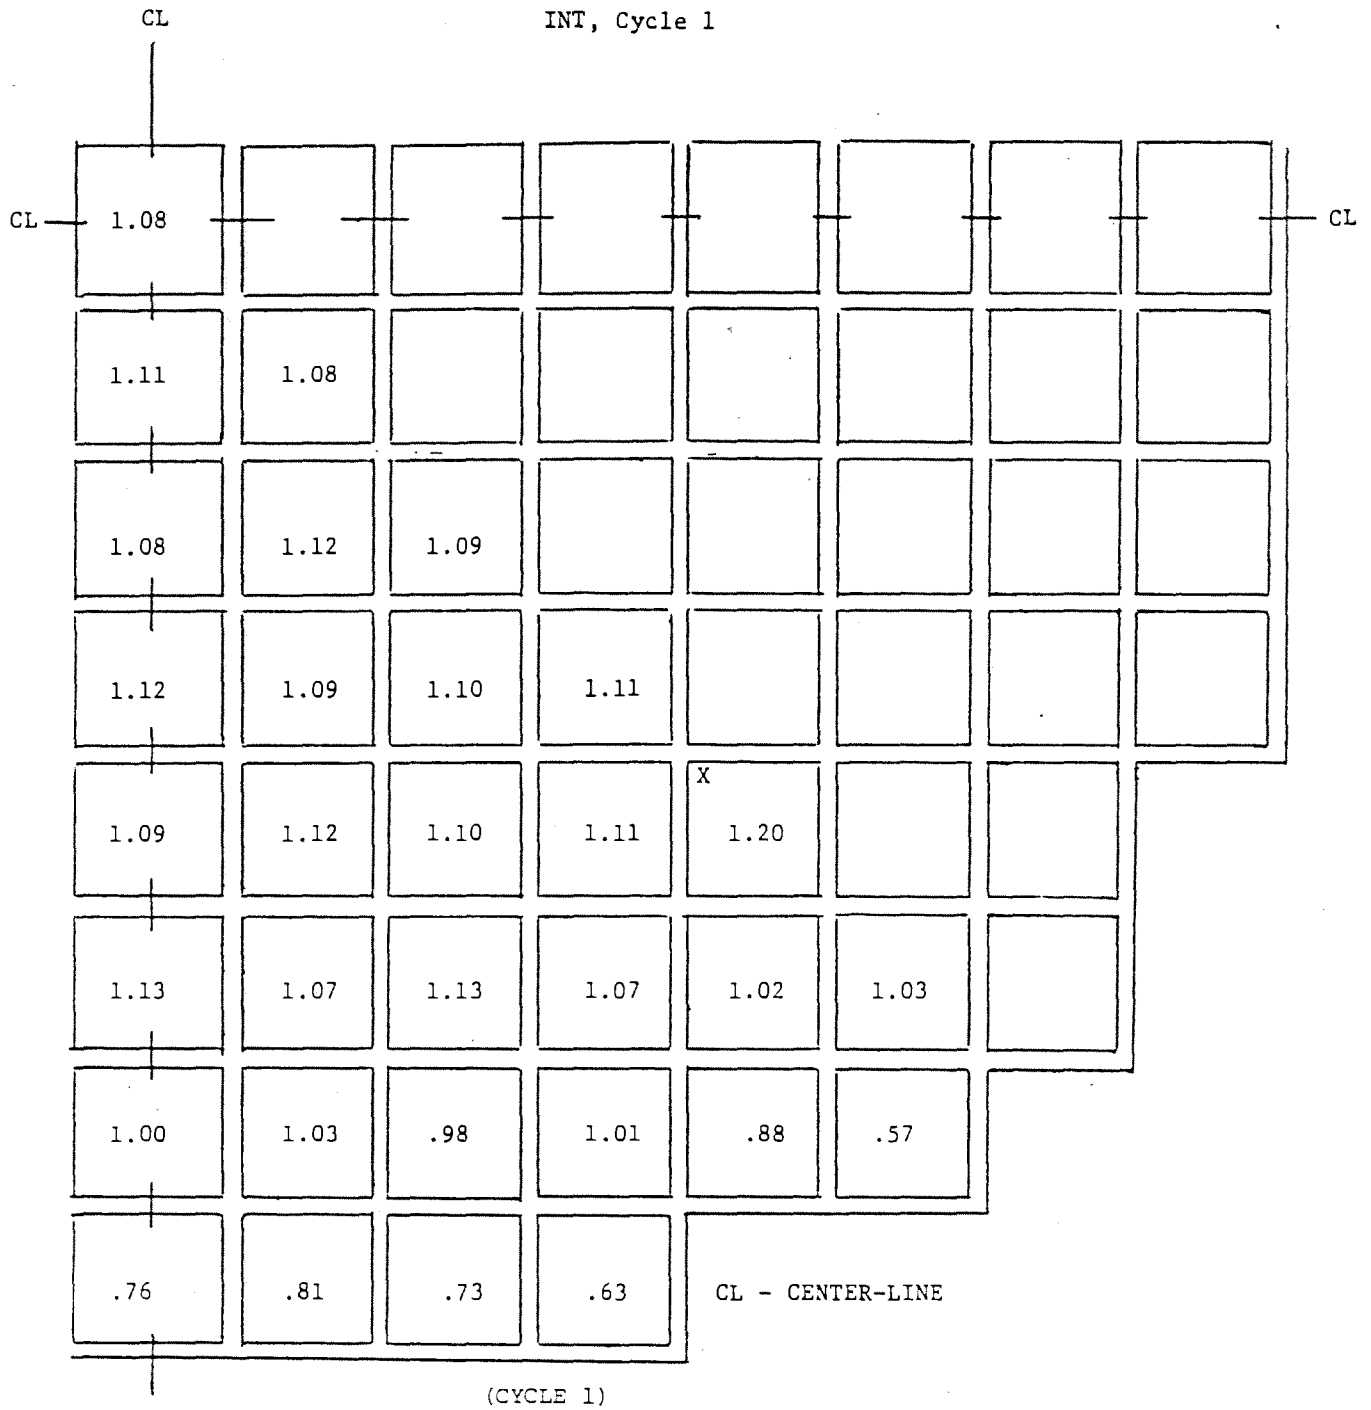 CL INT, Cycle 1
CL 1.08 CL
1.11 1.08
1.08 1.12 1.09
1.12 1.09 1.10 1.11
X
1.09 1.12 1.10 1.11 1.20
1.13 1.07 1.13 1.07 1.02 1.03
1.00 1.03 .98 1.01 .88 .57
.76 .81 .73 .63 CL - CENTER-LINE
(CYCLE 1)